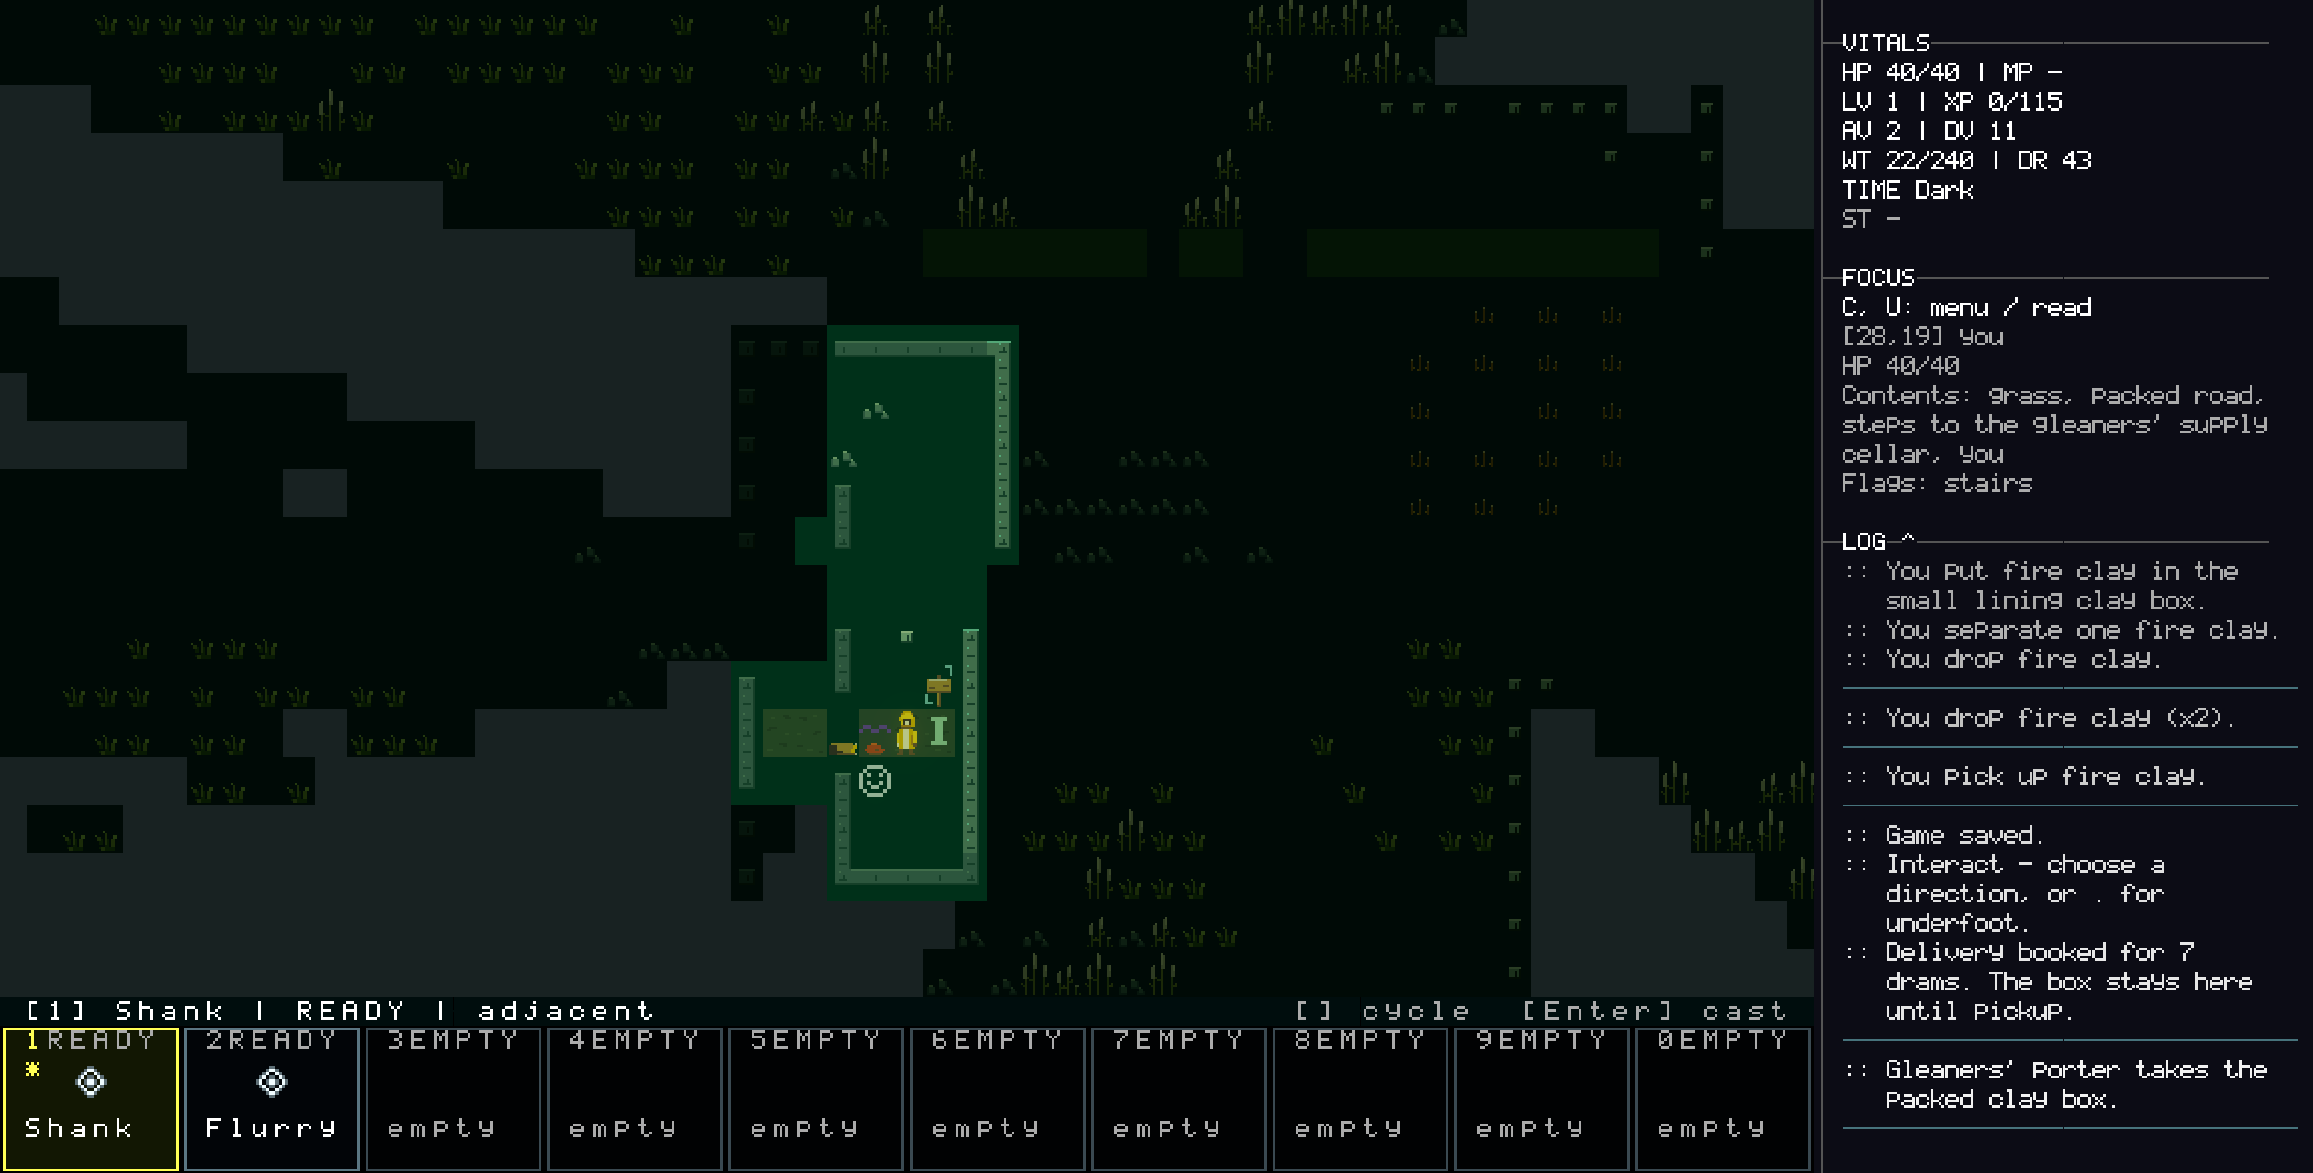 VITALS
HP 40/40 | MP -
LV 1 | XP 0/115
AV 2 | DV 11
WT 22/240 | DR 43
TIME Dark
ST -
FOCUS
C, U: menu / read
[28,19] You
HP 40/40
Contents: grass, packed road,
steps to the gleaners' supply
cellar, you
Flags: stairs
LOG ^
:: You put fire clay in the
small lining clay box.
:: You separate one fire clay.
:: You drop fire clay.
:: You drop fire clay (x2).
:: You pick up fire clay.
:: Game saved.
:: Interact - choose a
direction, or . for
underfoot.
:: Delivery booked for 7
drams. The box stays here
until pickup.
:: Gleaners' porter takes the
packed clay box.
[1] Shank | READY | adjacent [] cycle [Enter] cast
1READY 2READY 3EMPTY 4EMPTY 5EMPTY 6EMPTY 7EMPTY 8EMPTY 9EMPTY 0EMPTY
*
Shank Flurry empty empty empty empty empty empty empty empty